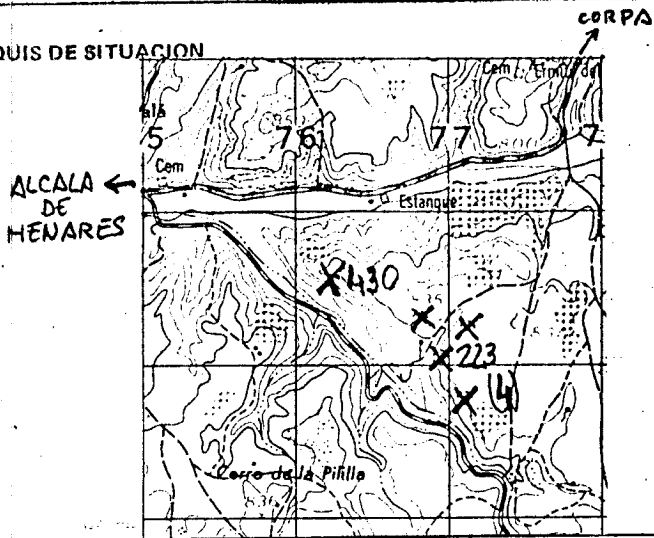 CORPA
QUIS DE SITUACION
Cem
5 76 77 7
Cem
ALCALA
DE
HENARES
Estanque
X 430
X X
X 223
X (4)
Cerro de la Pililla